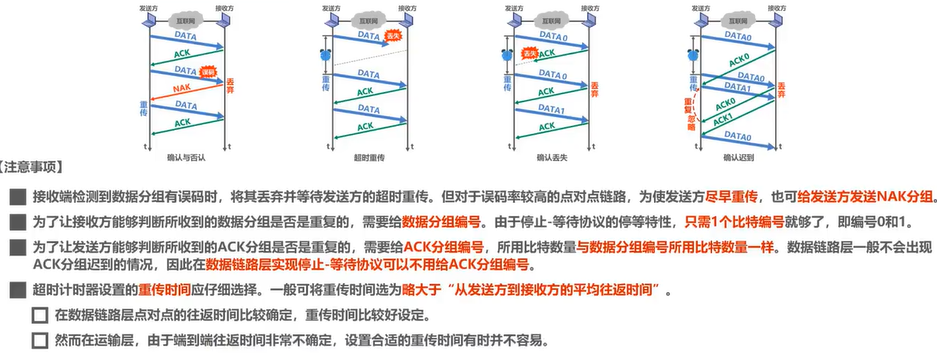 发送方 互联网 接收方
DATA
ACK
DATA 误码
NAK 丢弃
重传 DATA
ACK
t t
确认与否认
发送方 互联网 接收方
DATA 丢失
重传 DATA
ACK
DATA
ACK
t t
超时重传
发送方 互联网 接收方
DATA0
丢失 ACK
重传 DATA0 丢弃
ACK
DATA1
ACK
t t
确认丢失
发送方 互联网 接收方
DATA0
ACK0
重传 DATA0
DATA1 丢弃
重复 忽略 ACK0
ACK1
DATA0
t t
确认迟到
【注意事项】
接收端检测到数据分组有误码时，将其丢弃并等待发送方的超时重传。但对于误码率较高的点对点链路，为使发送方尽早重传，也可给发送方发送NAK分组。
为了让接收方能够判断所收到的数据分组是否是重复的，需要给数据分组编号。由于停止-等待协议的停等特性，只需1个比特编号就够了，即编号0和1。
为了让发送方能够判断所收到的ACK分组是否是重复的，需要给ACK分组编号，所用比特数量与数据分组编号所用比特数量一样。数据链路层一般不会出现
ACK分组迟到的情况，因此在数据链路层实现停止-等待协议可以不用给ACK分组编号。
超时计时器设置的重传时间应仔细选择。一般可将重传时间选为略大于“从发送方到接收方的平均往返时间”。
在数据链路层点对点的往返时间比较确定，重传时间比较好设定。
然而在运输层，由于端到端往返时间非常不确定，设置合适的重传时间有时并不容易。